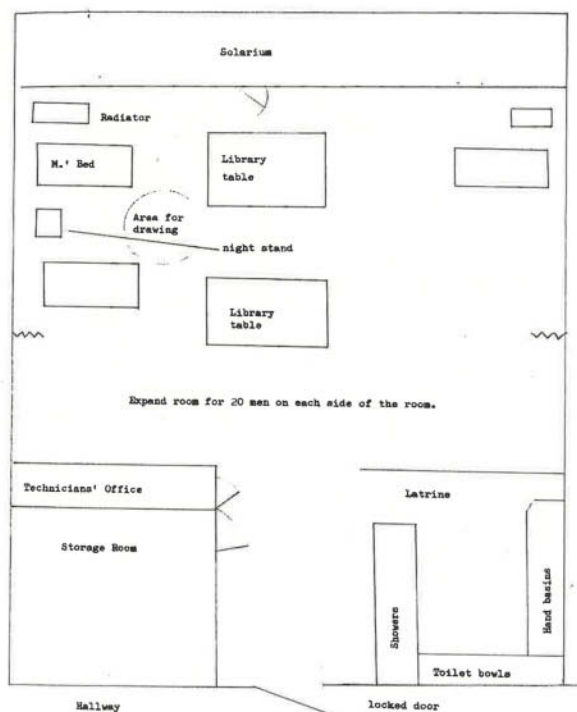 Solarium
Radiator
M.' Bed
Library
table
Area for
drawing
night stand
Library
table
Expand room for 20 men on each side of the room.
Technicians' Office
Latrine
Storage Room
Showers
Hand basins
Toilet bowls
Hallway
locked door